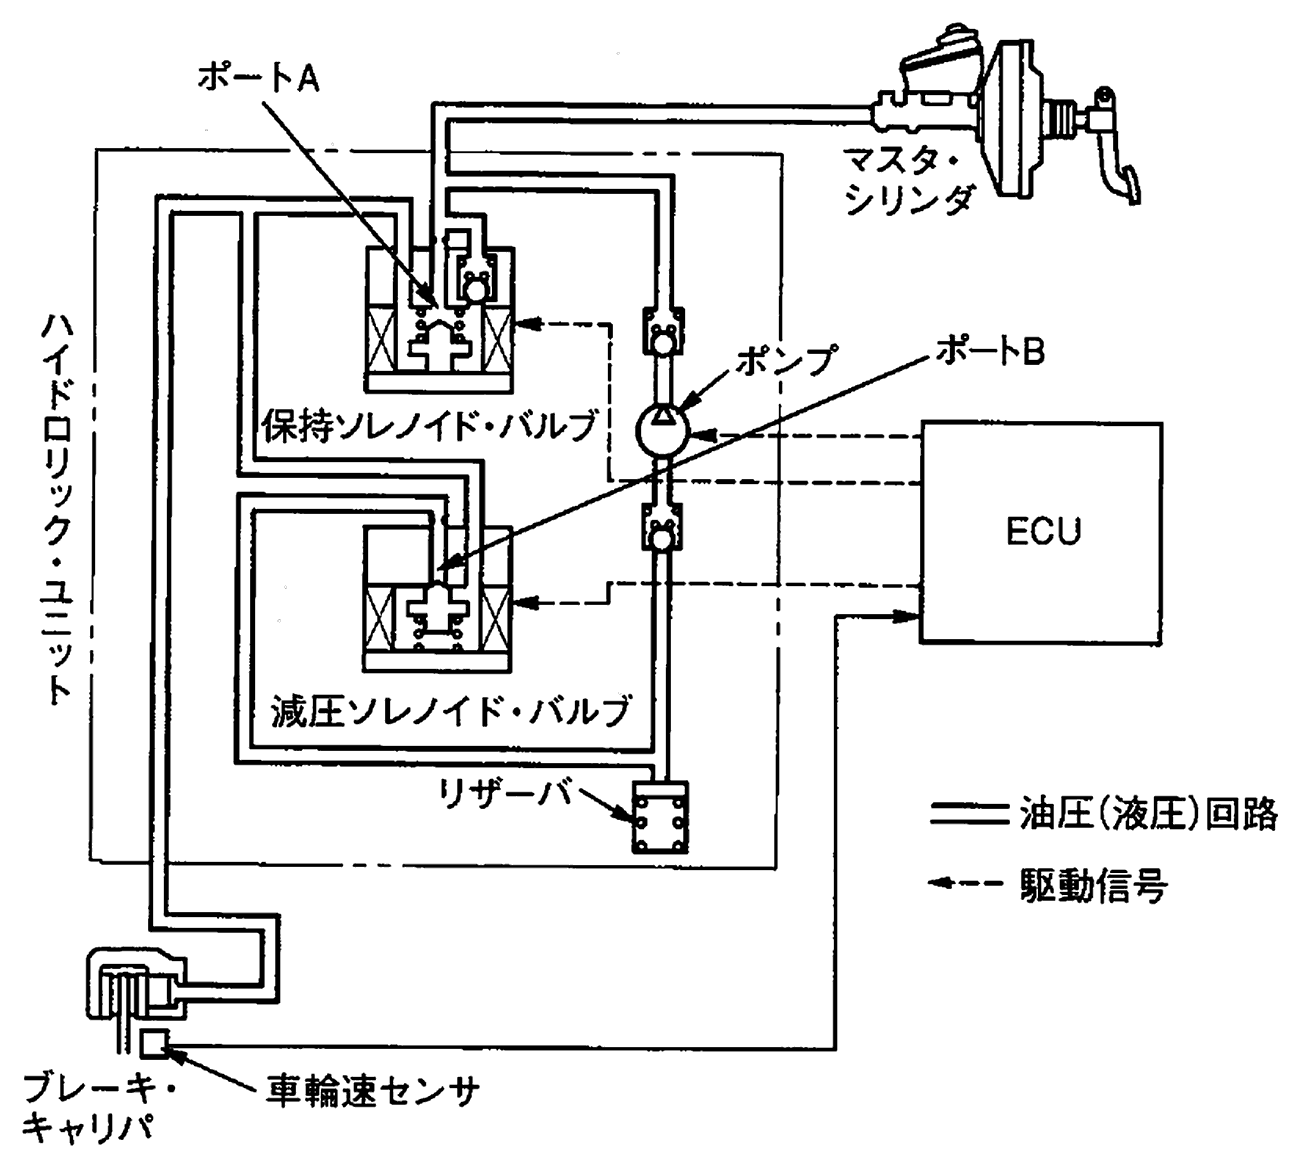 ポートA
マスタ・
シリンダ
ハイドロリック・ユニット
ポンプ
ポートB
保持ソレノイド・バルブ
ECU
減圧ソレノイド・バルブ
リザーバ
油圧(液圧)回路
駆動信号
ブレーキ・
キャリパ
車輪速センサ